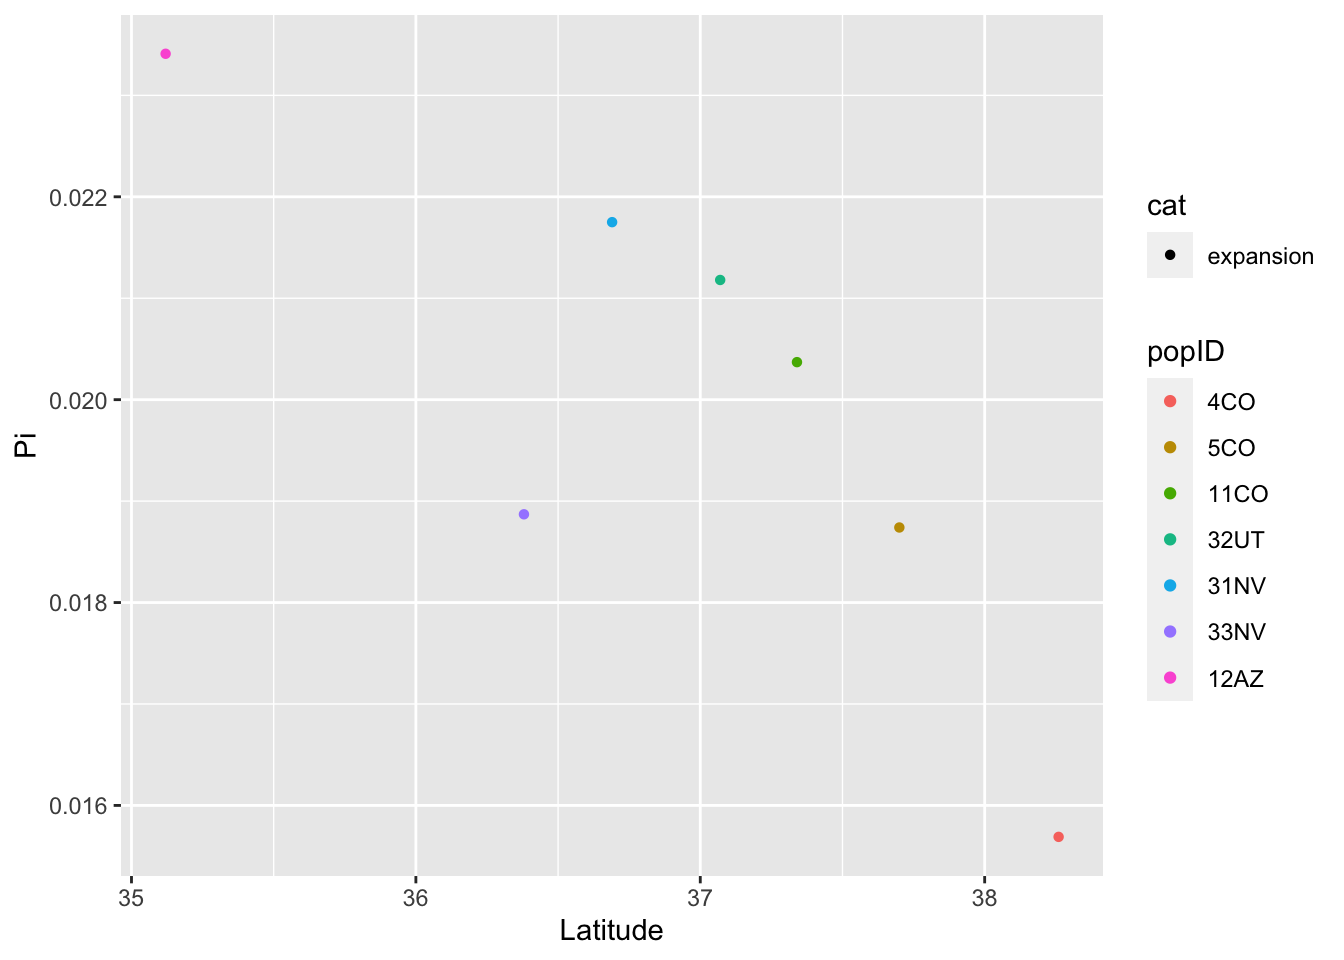 0.022
0.020
0.018
0.016
Pi
35
36
37
38
Latitude
cat
expansion
popID
4CO
5CO
11CO
32UT
31NV
33NV
12AZ